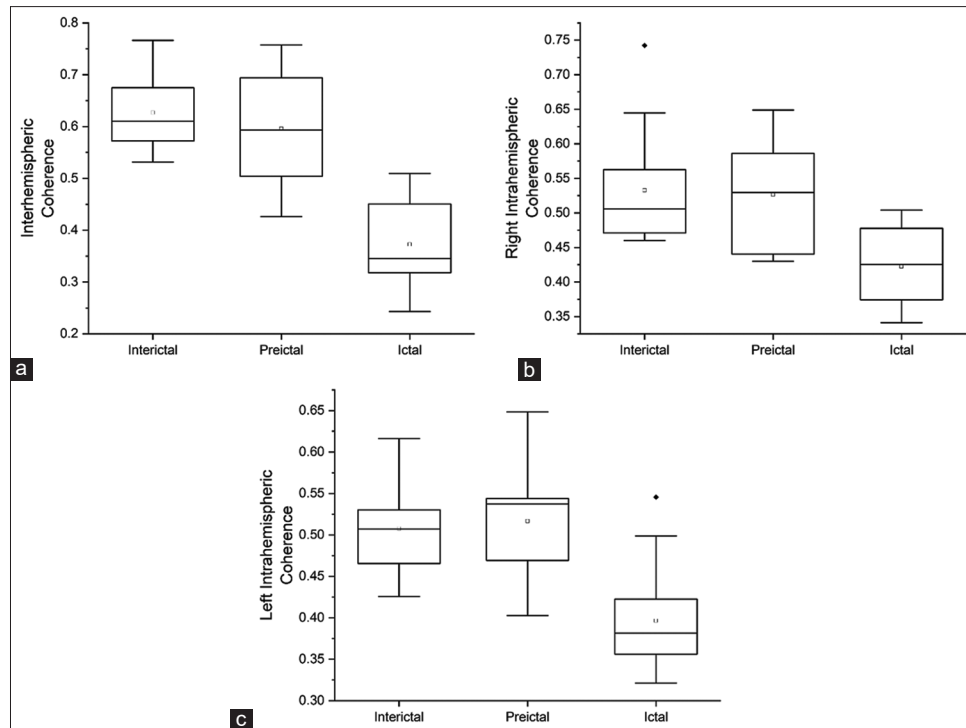 0.8
0.7
0.6
0.5
0.4
0.3
0.2
Interhemispheric
Coherence
Interictal
Preictal
Ictal
a
0.75
0.70
0.65
0.60
0.55
0.50
0.45
0.40
0.35
Right Intrahemispheric
Coherence
Interictal
Preictal
Ictal
b
0.65
0.60
0.55
0.50
0.45
0.40
0.35
0.30
Left Intrahemispheric
Coherence
Interictal
Preictal
Ictal
c